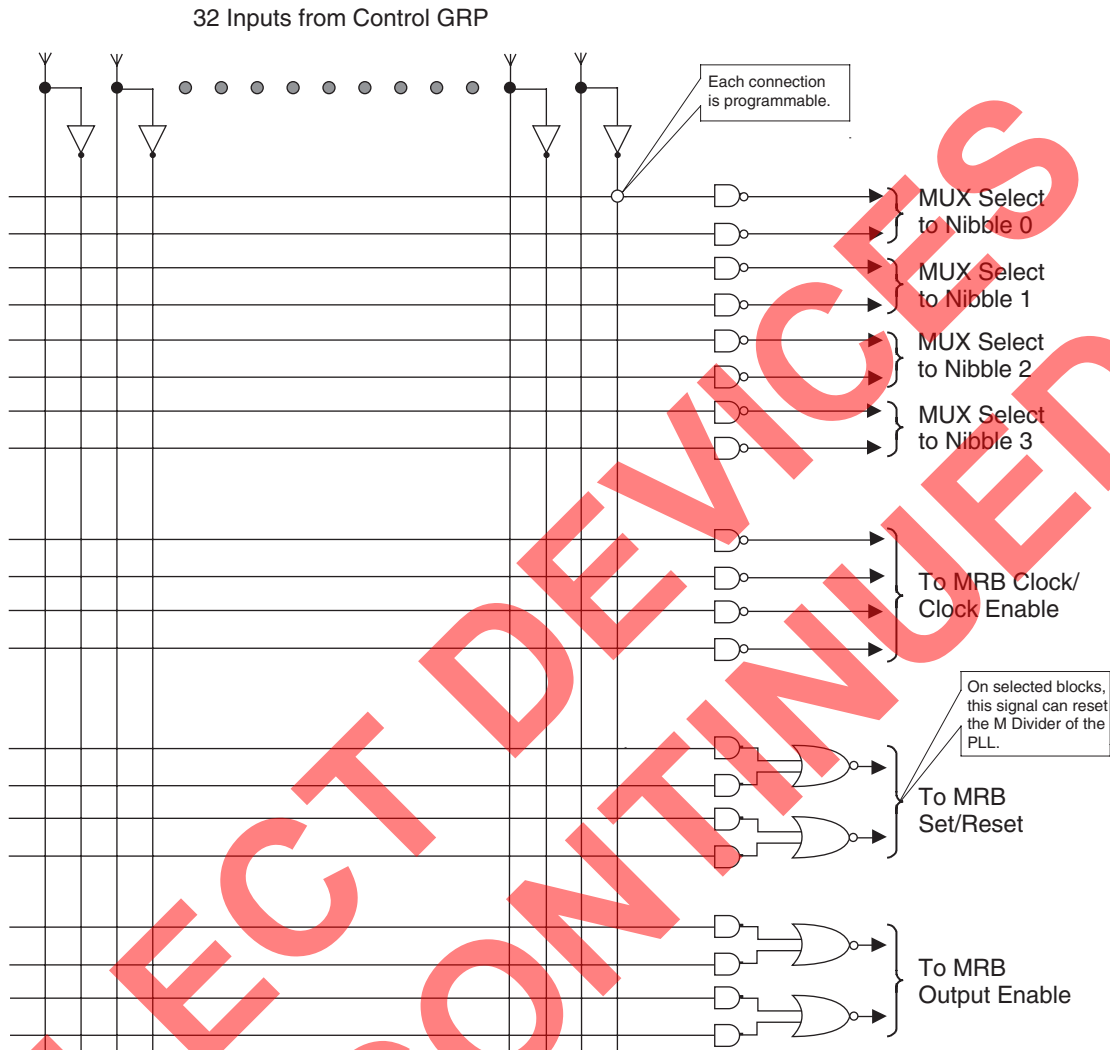 32 Inputs from Control GRP
Each connection
is programmable.
MUX Select
to Nibble 0
MUX Select
to Nibble 1
MUX Select
to Nibble 2
MUX Select
to Nibble 3
To MRB Clock/
Clock Enable
On selected blocks,
this signal can reset
the M Divider of the
PLL.
To MRB
Set/Reset
To MRB
Output Enable
ECT DEVICES
CONTINUED